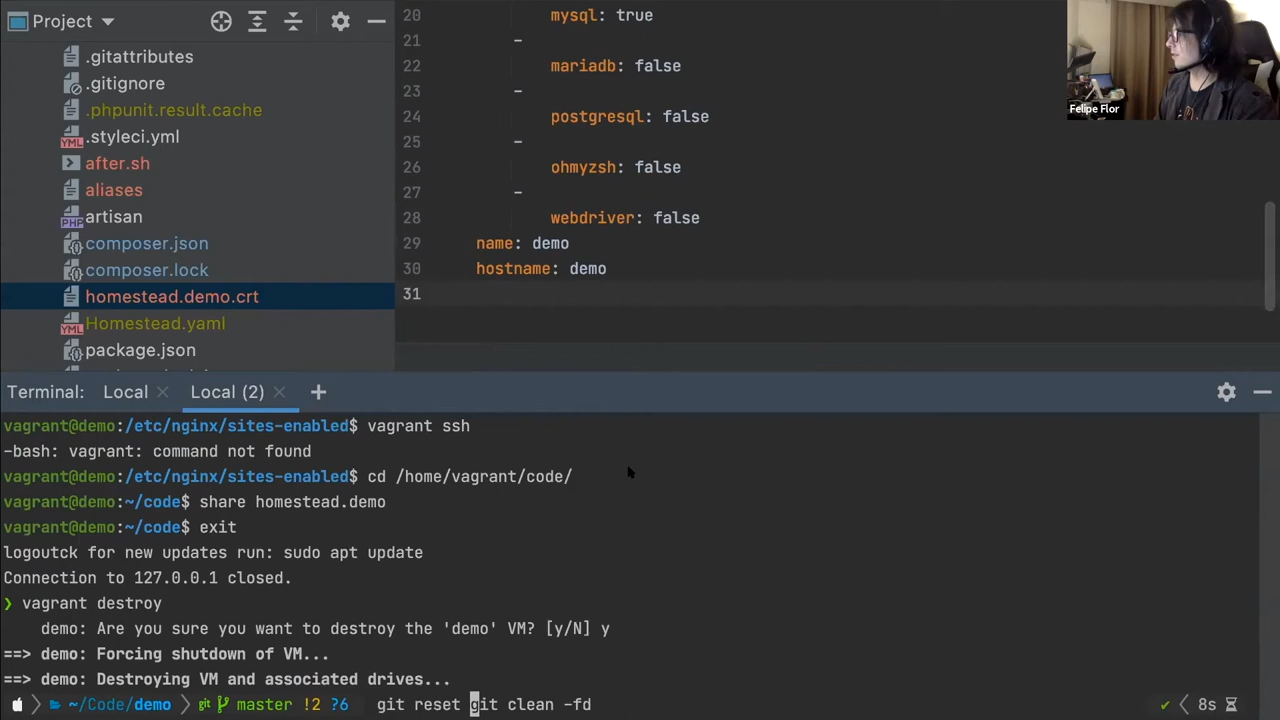 Project
.gitattributes
.gitignore
.phpunit.result.cache
.styleci.yml
after.sh
aliases
artisan
composer.json
composer.lock
homestead.demo.crt
Homestead.yaml
package.json
20 mysql: true
21 -
22 mariadb: false
23 -
24 postgresql: false
25 -
26 ohmyzsh: false
27 -
28 webdriver: false
29 name: demo
30 hostname: demo
31
Felipe Flor
Terminal: Local Local (2)
vagrant@demo:/etc/nginx/sites-enabled$ vagrant ssh
-bash: vagrant: command not found
vagrant@demo:/etc/nginx/sites-enabled$ cd /home/vagrant/code/
vagrant@demo:~/code$ share homestead.demo
vagrant@demo:~/code$ exit
logoutck for new updates run: sudo apt update
Connection to 127.0.0.1 closed.
❯ vagrant destroy
demo: Are you sure you want to destroy the 'demo' VM? [y/N] y
==> demo: Forcing shutdown of VM...
==> demo: Destroying VM and associated drives...
~/Code/demo git master !2 ?6 git reset git clean -fd ✔ 8s